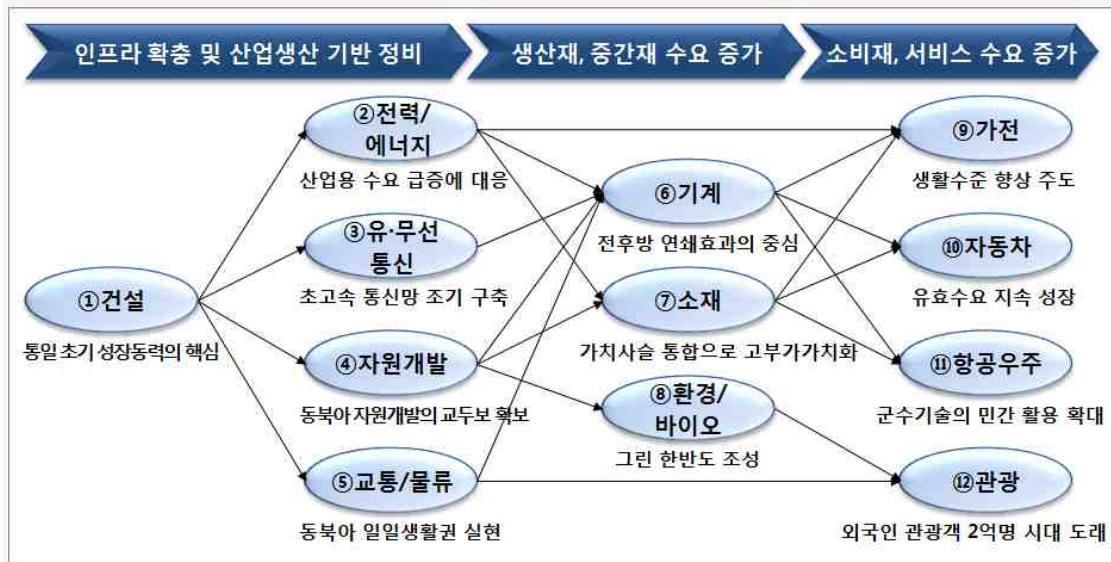 인프라 확충 및 산업생산 기반 정비
생산재, 중간재 수요 증가
소비재, 서비스 수요 증가
①건설
통일 초기 성장동력의 핵심
②전력/
에너지
산업용 수요 급증에 대응
③유·무선
통신
초고속 통신망 조기 구축
④자원개발
동북아 자원개발의 교두보 확보
⑤교통/물류
동북아 일일생활권 실현
⑥기계
전후방 연쇄효과의 중심
⑦소재
가치사슬 통합으로 고부가가치화
⑧환경/
바이오
그린 한반도 조성
⑨가전
생활수준 향상 주도
⑩자동차
유효수요 지속 성장
⑪항공우주
군수기술의 민간 활용 확대
⑫관광
외국인 관광객 2억명 시대 도래